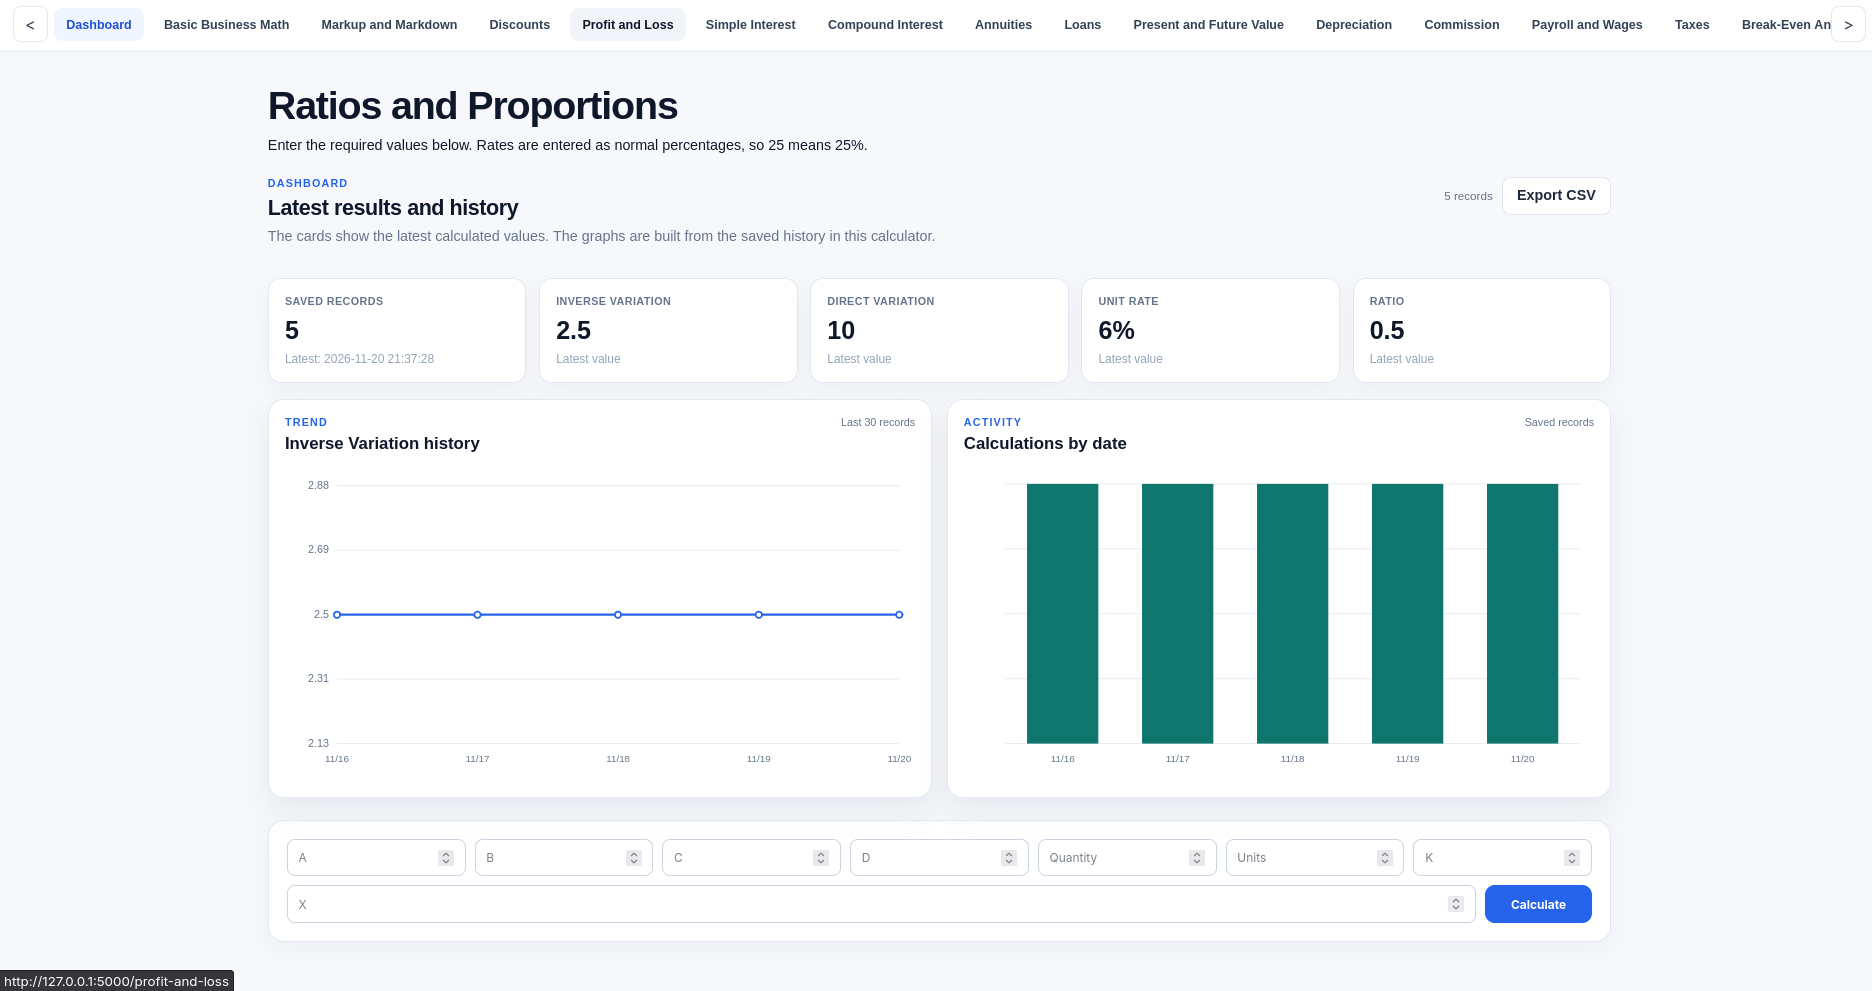 < Dashboard Basic Business Math Markup and Markdown Discounts Profit and Loss Simple Interest Compound Interest Annuities Loans Present and Future Value Depreciation Commission Payroll and Wages Taxes Break-Even An >
Ratios and Proportions
Enter the required values below. Rates are entered as normal percentages, so 25 means 25%.
DASHBOARD
Latest results and history
The cards show the latest calculated values. The graphs are built from the saved history in this calculator.
5 records Export CSV
SAVED RECORDS
5
Latest: 2026-11-20 21:37:28
INVERSE VARIATION
2.5
Latest value
DIRECT VARIATION
10
Latest value
UNIT RATE
6%
Latest value
RATIO
0.5
Latest value
TREND
Last 30 records
Inverse Variation history
2.88
2.69
2.5
2.31
2.13
11/16 11/17 11/18 11/19 11/20
ACTIVITY
Saved records
Calculations by date
11/16 11/17 11/18 11/19 11/20
A B C D Quantity Units K
X Calculate
http://127.0.0.1:5000/profit-and-loss